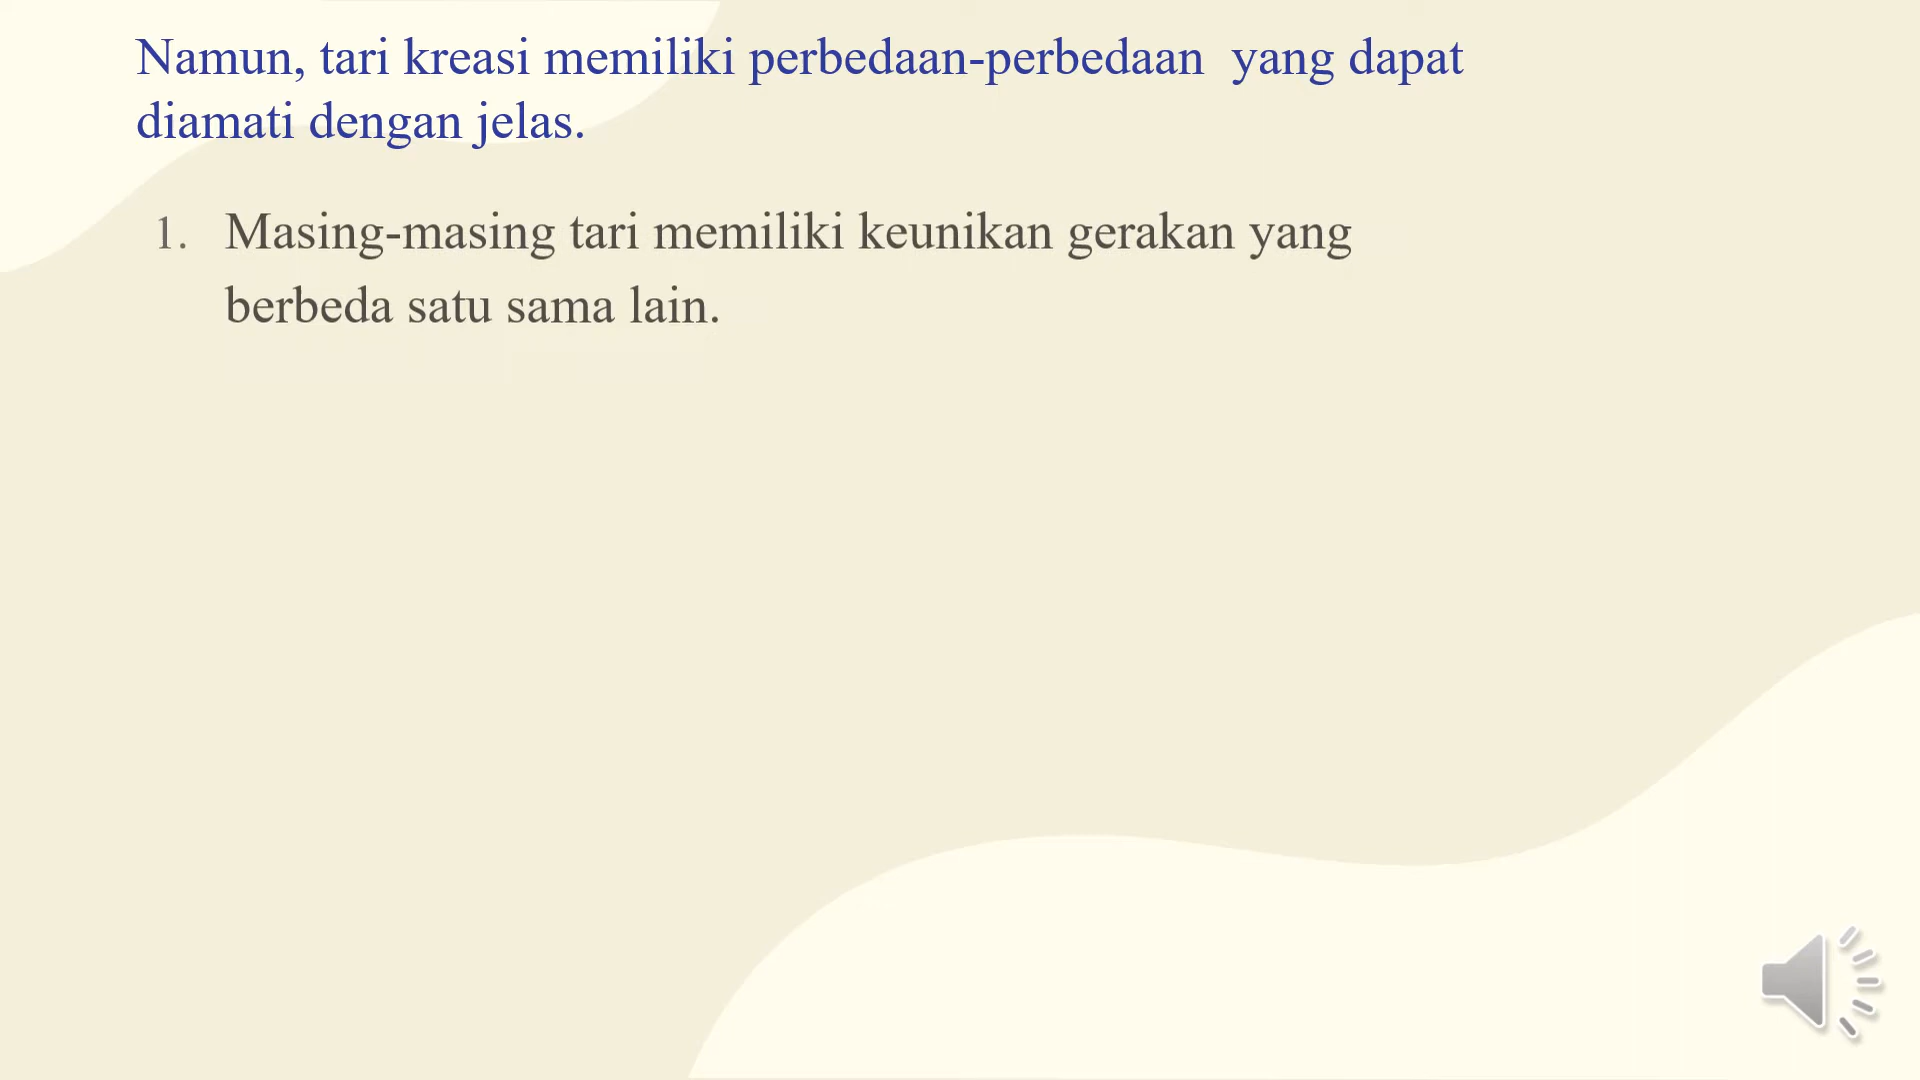 Namun, tari kreasi memiliki perbedaan-perbedaan  yang dapat
diamati dengan jelas.
1. Masing-masing tari memiliki keunikan gerakan yang
berbeda satu sama lain.